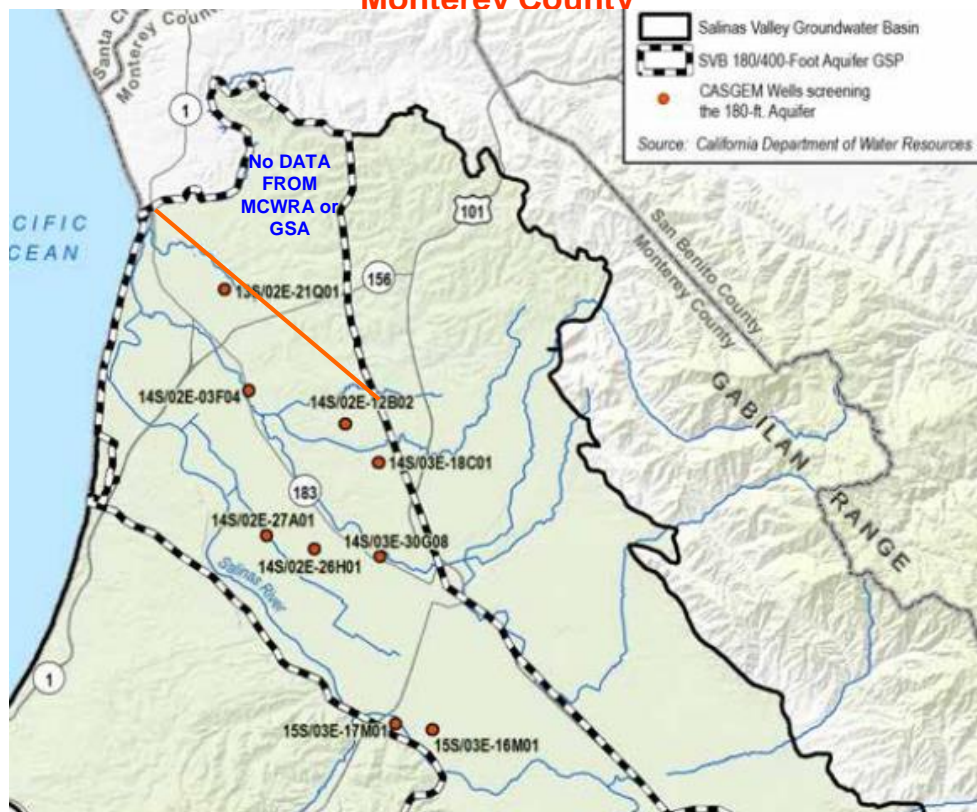 Monterey County
Salinas Valley Groundwater Basin
SVB 180/400-Foot Aquifer GSP
CASGEM Wells screening
the 180-ft. Aquifer
Source: California Department of Water Resources
Monterey County
1
No DATA
FROM
MCWRA or
GSA
101
CIFIC
CEAN
San Benito County
Monterey County
156
13S/02E-21Q01
14S/02E-03F04
14S/02E-12B02
GABILAN
RANGE
14S/03E-18C01
183
14S/02E-27A01
14S/03E-30G08
14S/02E-26H01
Salinas River
1
15S/03E-17M01
15S/03E-16M01